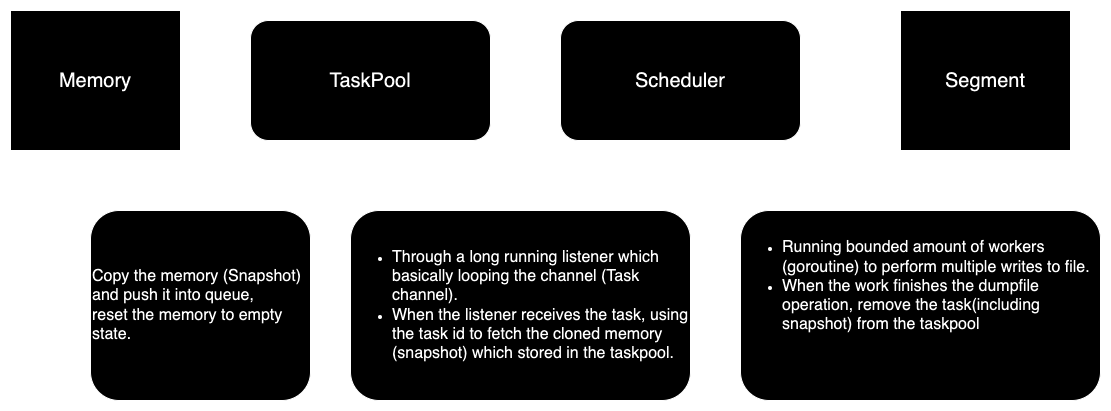 Memory
TaskPool
Scheduler
Segment
Copy the memory (Snapshot)
and push it into queue,
reset the memory to empty
state.
• Through a long running listener which
basically looping the channel (Task
channel).
• When the listener receives the task, using
the task id to fetch the cloned memory
(snapshot) which stored in the taskpool.
• Running bounded amount of workers
(goroutine) to perform multiple writes to file.
• When the work finishes the dumpfile
operation, remove the task(including
snapshot) from the taskpool